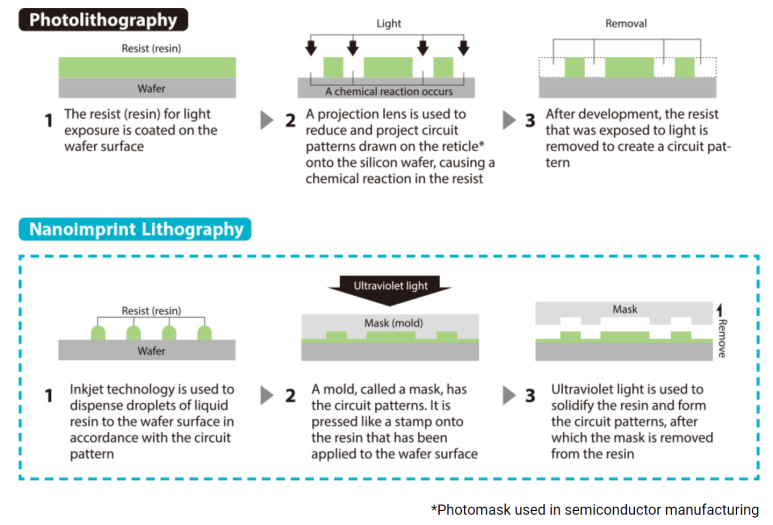 Photolithography
Light
Removal
Resist (resin)
Wafer
A chemical reaction occurs
1 The resist (resin) for light
exposure is coated on the
wafer surface
2 A projection lens is used to
reduce and project circuit
patterns drawn on the reticle*
onto the silicon wafer, causing a
chemical reaction in the resist
3 After development, the resist
that was exposed to light is
removed to create a circuit pat-
tern
Nanoimprint Lithography
Resist (resin)
Wafer
Ultraviolet light
Mask (mold)
Mask
Remove
1 Inkjet technology is used to
dispense droplets of liquid
resin to the wafer surface in
accordance with the circuit
pattern
2 A mold, called a mask, has
the circuit patterns. It is
pressed like a stamp onto
the resin that has been
applied to the wafer surface
3 Ultraviolet light is used to
solidify the resin and form
the circuit patterns, after
which the mask is removed
from the resin
*Photomask used in semiconductor manufacturing